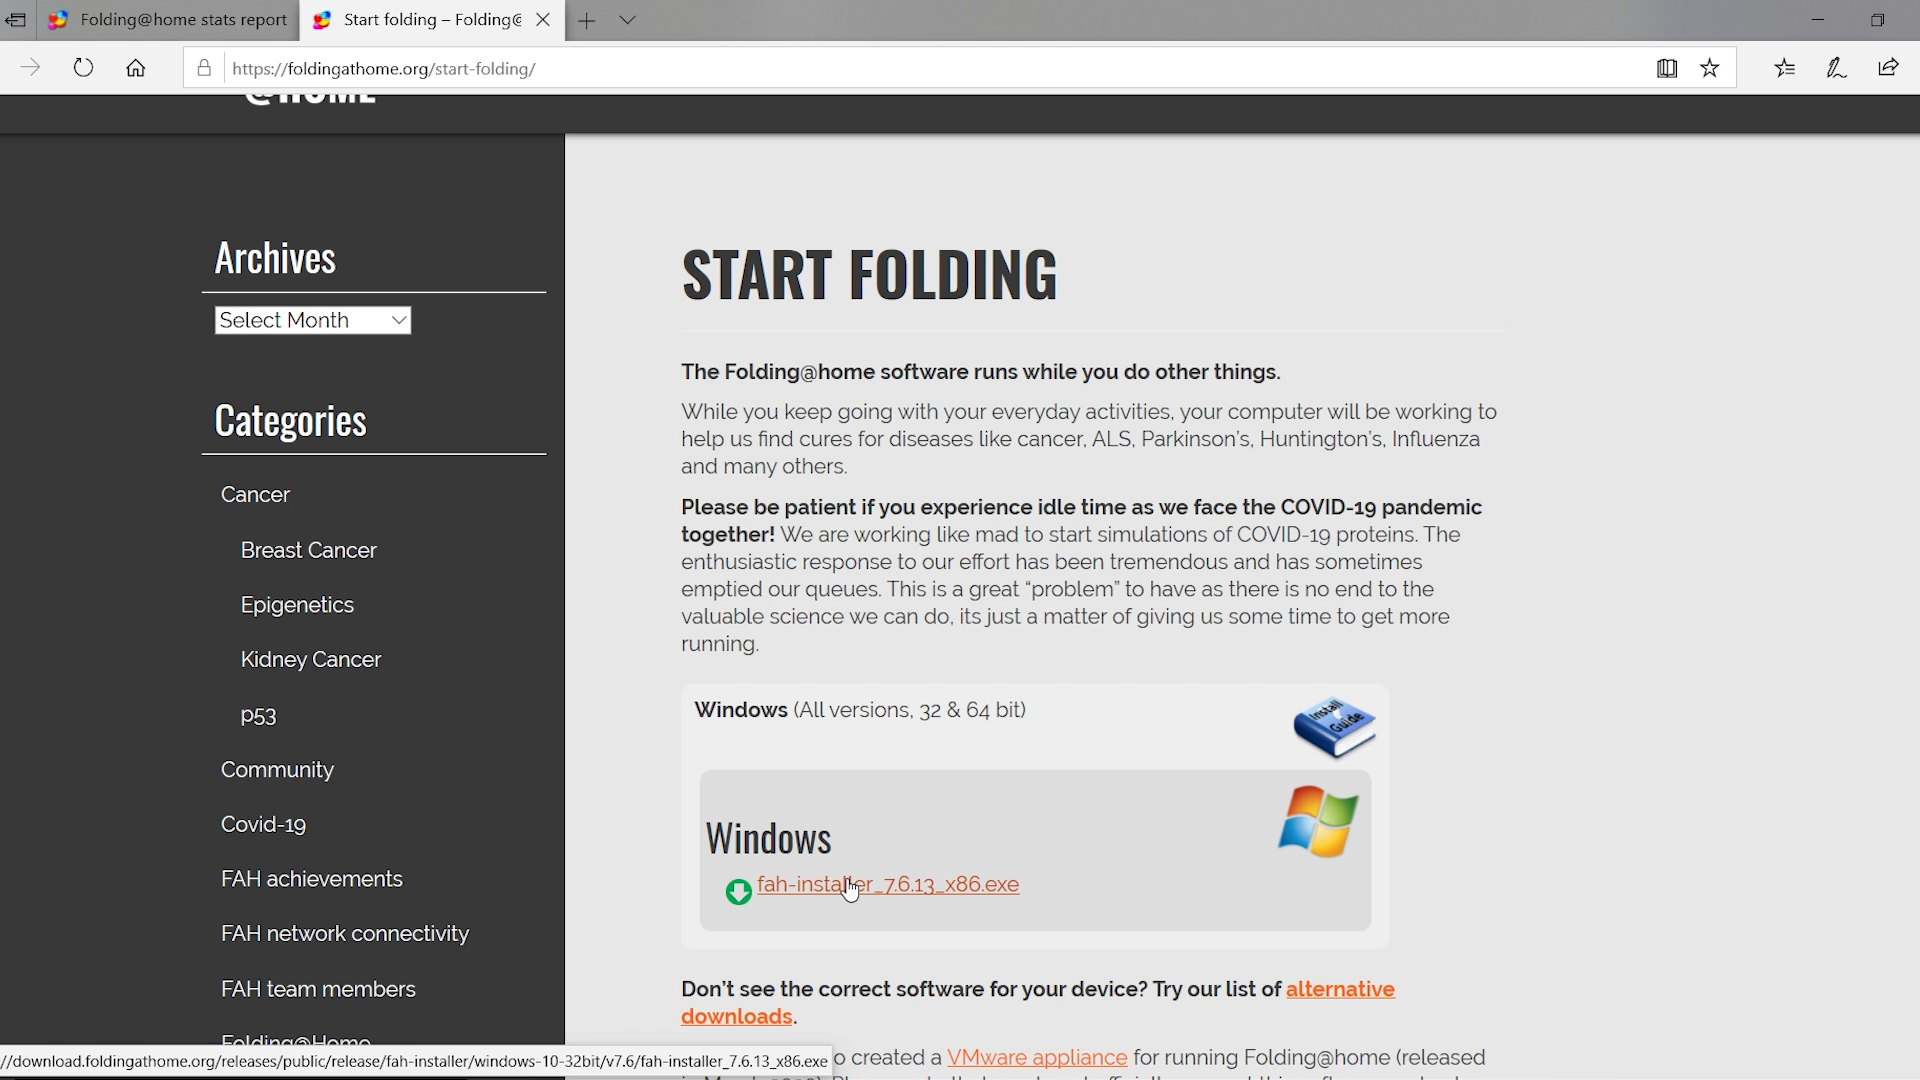 Folding@home stats report
Start folding – Folding@
https://foldingathome.org/start-folding/
@HOME
Archives
Select Month
Categories
Cancer
Breast Cancer
Epigenetics
Kidney Cancer
p53
Community
Covid-19
FAH achievements
FAH network connectivity
FAH team members
Folding@Home
START FOLDING
The Folding@home software runs while you do other things.
While you keep going with your everyday activities, your computer will be working to
help us find cures for diseases like cancer, ALS, Parkinson's, Huntington's, Influenza
and many others.
Please be patient if you experience idle time as we face the COVID-19 pandemic
together! We are working like mad to start simulations of COVID-19 proteins. The
enthusiastic response to our effort has been tremendous and has sometimes
emptied our queues. This is a great “problem” to have as there is no end to the
valuable science we can do, its just a matter of giving us some time to get more
running.
Windows (All versions, 32 & 64 bit)
Install Guide
Windows
fah-installer_7.6.13_x86.exe
Don't see the correct software for your device? Try our list of alternative
downloads.
o created a VMware appliance for running Folding@home (released
//download.foldingathome.org/releases/public/release/fah-installer/windows-10-32bit/v7.6/fah-installer_7.6.13_x86.exe